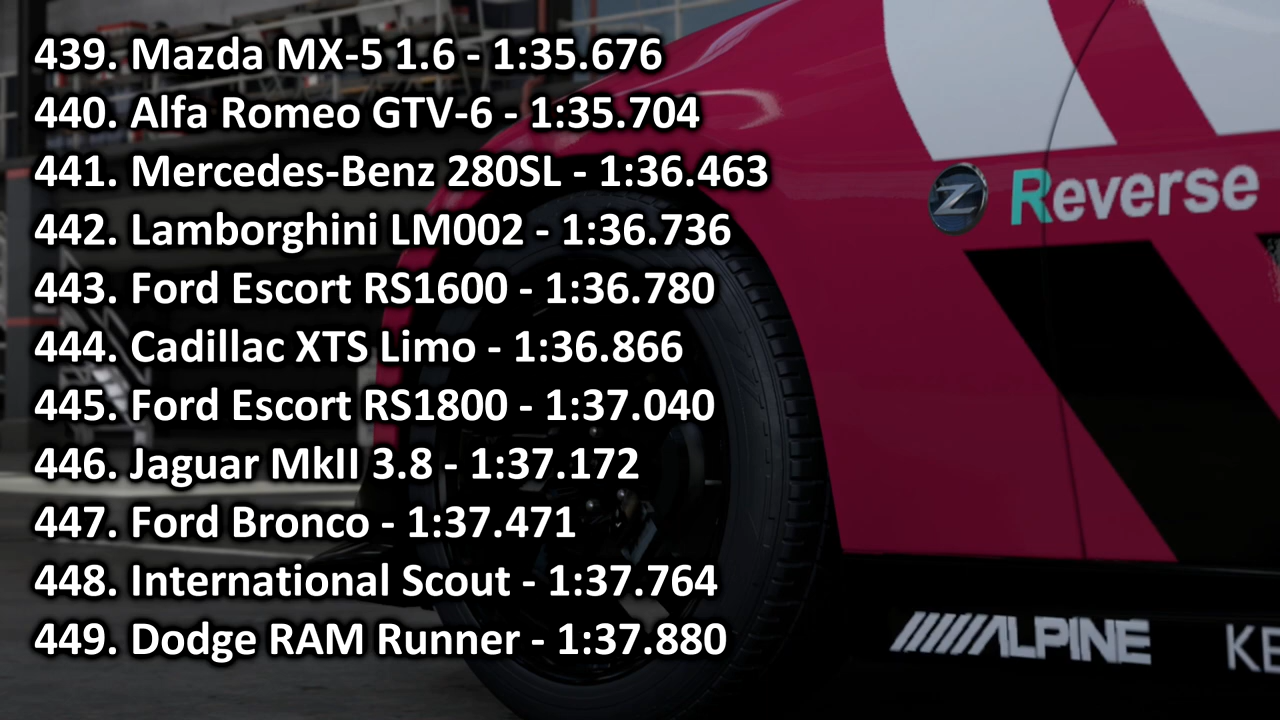 439. Mazda MX-5 1.6 - 1:35.676
440. Alfa Romeo GTV-6 - 1:35.704
441. Mercedes-Benz 280SL - 1:36.463
442. Lamborghini LM002 - 1:36.736
443. Ford Escort RS1600 - 1:36.780
444. Cadillac XTS Limo - 1:36.866
445. Ford Escort RS1800 - 1:37.040
446. Jaguar MkII 3.8 - 1:37.172
447. Ford Bronco - 1:37.471
448. International Scout - 1:37.764
449. Dodge RAM Runner - 1:37.880
Z Reverse
ALPINE